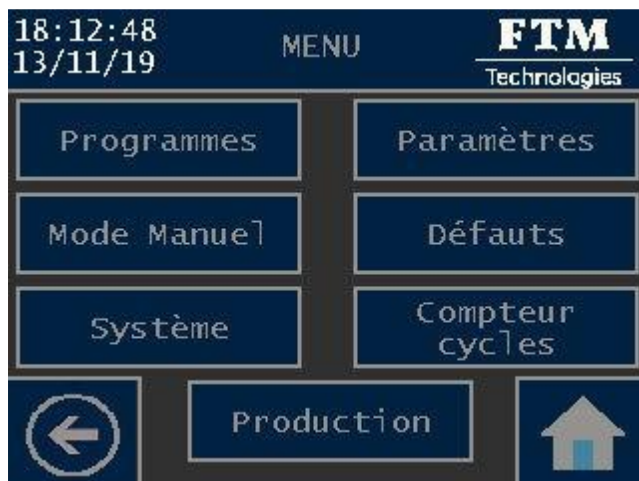 18:12:48
13/11/19
MENU
FTM
Technologies
Programmes
Paramètres
Mode Manuel
Défauts
Système
Compteur
cycles
Production